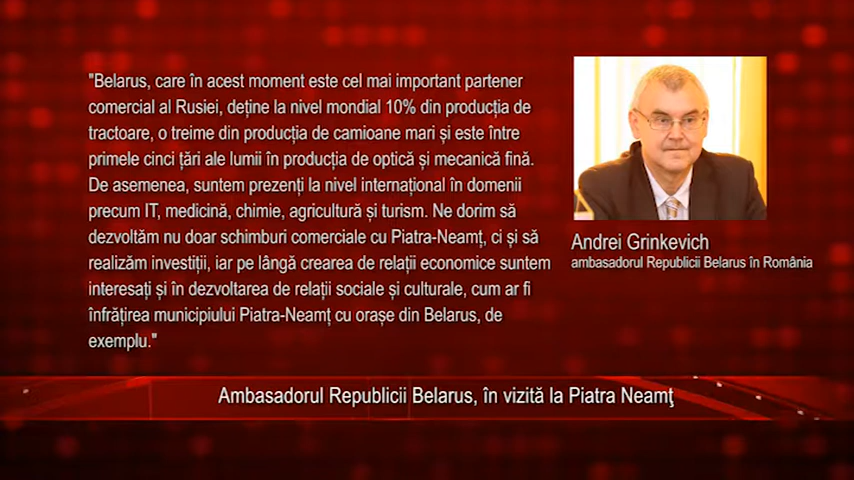 "Belarus, care în acest moment este cel mai important partener
comercial al Rusiei, deține la nivel mondial 10% din producția de
tractoare, o treime din producția de camioane mari și este între
primele cinci țări ale lumii în producția de optică și mecanică fină.
De asemenea, suntem prezenți la nivel internațional în domenii
precum IT, medicină, chimie, agricultură și turism. Ne dorim să
dezvoltăm nu doar schimburi comerciale cu Piatra-Neamț, ci și să
realizăm investiții, iar pe lângă crearea de relații economice suntem
interesați și în dezvoltarea de relații sociale și culturale, cum ar fi
înfrățirea municipiului Piatra-Neamț cu orașe din Belarus, de
exemplu."
Andrei Grinkevich
ambasadorul Republicii Belarus în România
Ambasadorul Republicii Belarus, în vizită la Piatra Neamţ